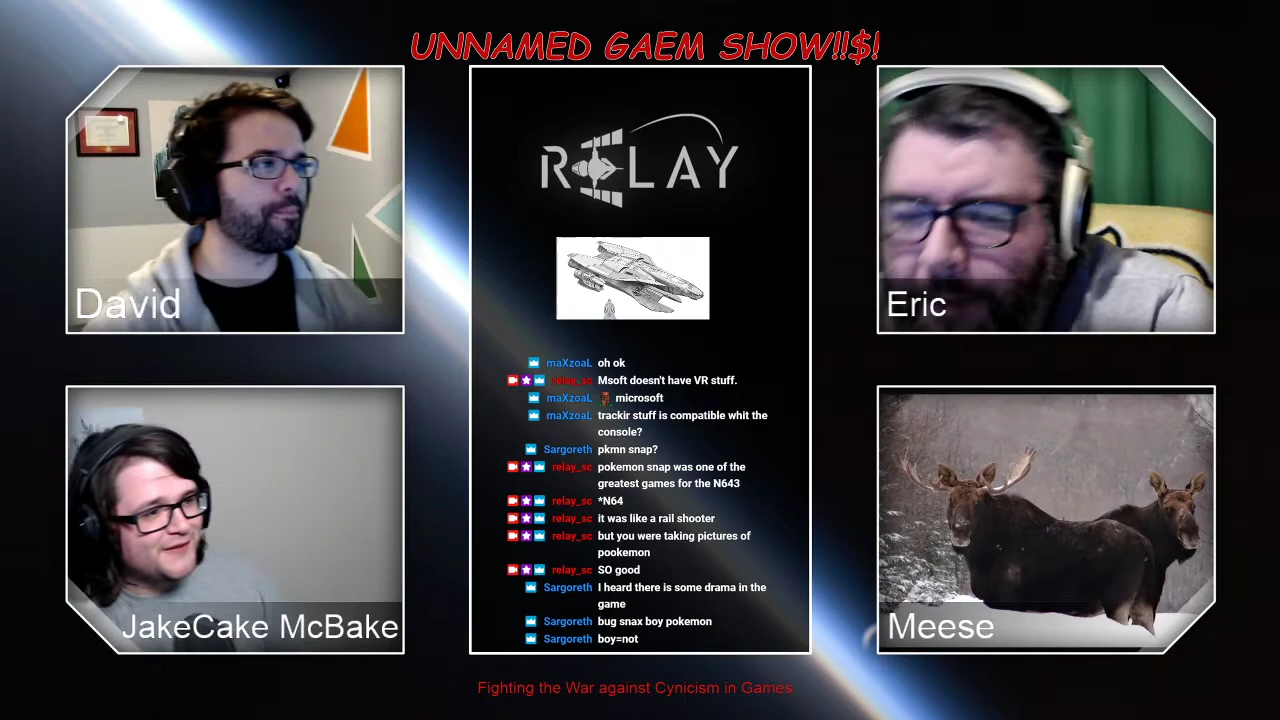 UNNAMED GAEM SHOW!!$!
RELAY
David
Eric
maXzoaL oh ok
relay_sc Msoft doesn't have VR stuff.
maXzoaL microsoft
maXzoaL trackir stuff is compatible whit the
console?
Sargoreth pkmn snap?
relay_sc pokemon snap was one of the
greatest games for the N643
relay_sc *N64
relay_sc it was like a rail shooter
relay_sc but you were taking pictures of
pookemon
relay_sc SO good
Sargoreth I heard there is some drama in the
game
Sargoreth bug snax boy pokemon
Sargoreth boy=not
JakeCake McBake
Meese
Fighting the War against Cynicism in Games